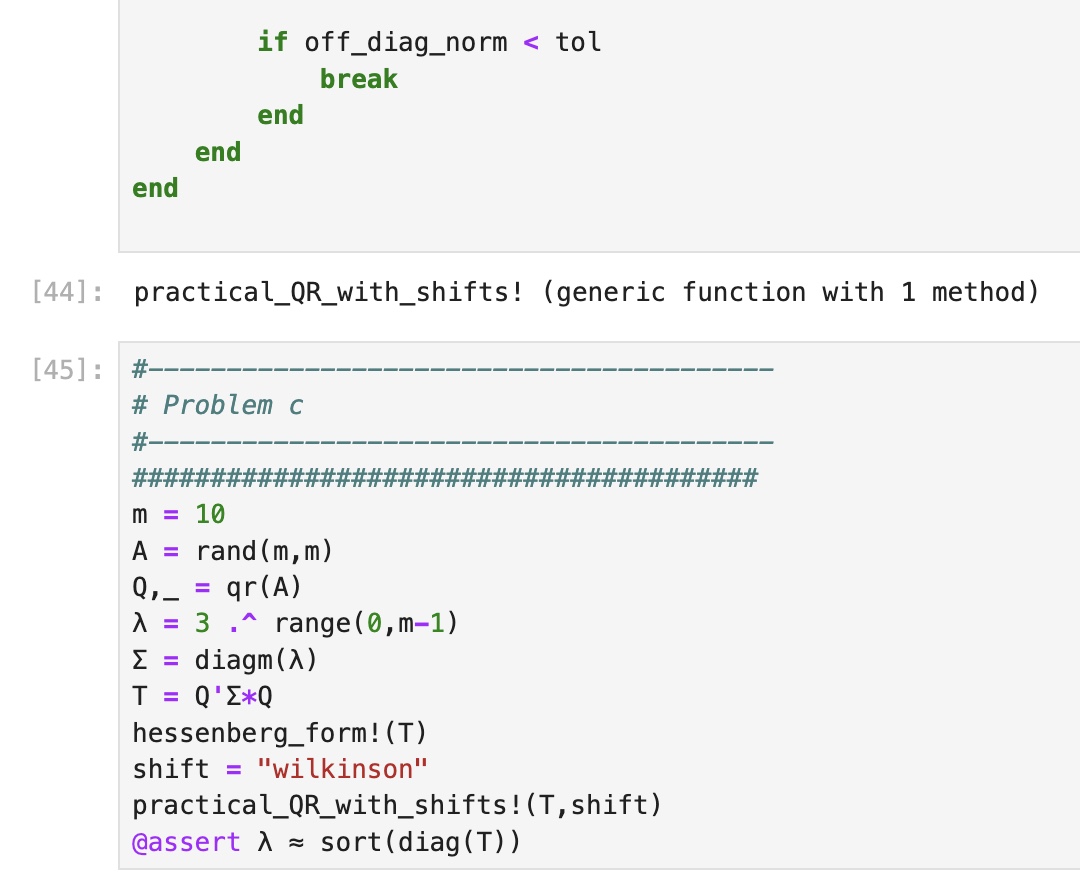 if off_diag_norm < tol
break
end
end
end
[44]: practical_QR_with_shifts! (generic function with 1 method)
[45]: #----------------------------------------
# Problem c
#----------------------------------------
########################################
m = 10
A = rand(m,m)
Q,_ = qr(A)
λ = 3 .^ range(0,m-1)
Σ = diagm(λ)
T = Q'Σ*Q
hessenberg_form!(T)
shift = "wilkinson"
practical_QR_with_shifts!(T,shift)
@assert λ ≈ sort(diag(T))